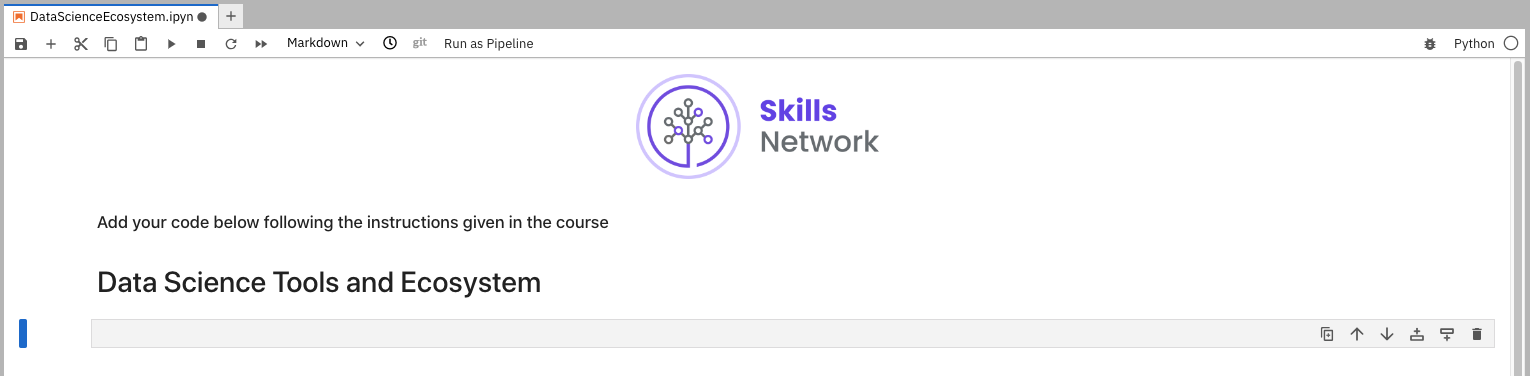 DataScienceEcosystem.ipyn
Markdown
git
Run as Pipeline
Python
Skills
Network
Add your code below following the instructions given in the course
Data Science Tools and Ecosystem